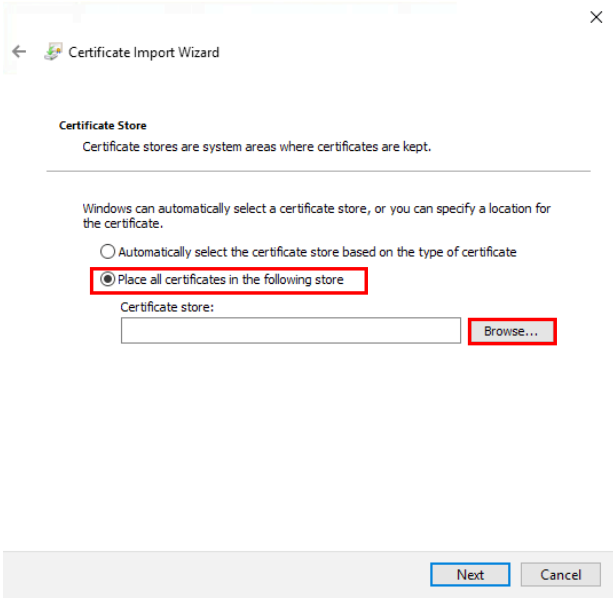 Certificate Import Wizard
Certificate Store
Certificate stores are system areas where certificates are kept.
Windows can automatically select a certificate store, or you can specify a location for
the certificate.
Automatically select the certificate store based on the type of certificate
Place all certificates in the following store
Certificate store:
Browse...
Next
Cancel